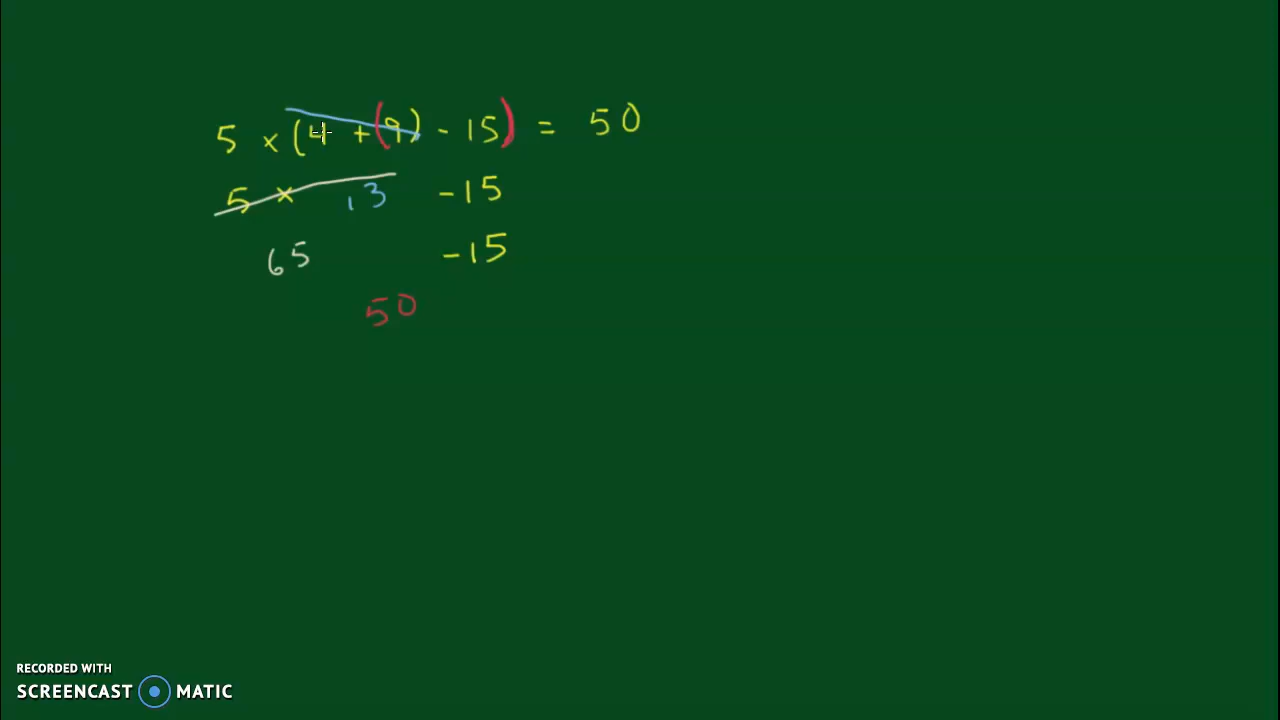 5 × (4 + (9) - 15) = 50
5 × 13 - 15
65 - 15
50
RECORDED WITH
SCREENCAST MATIC